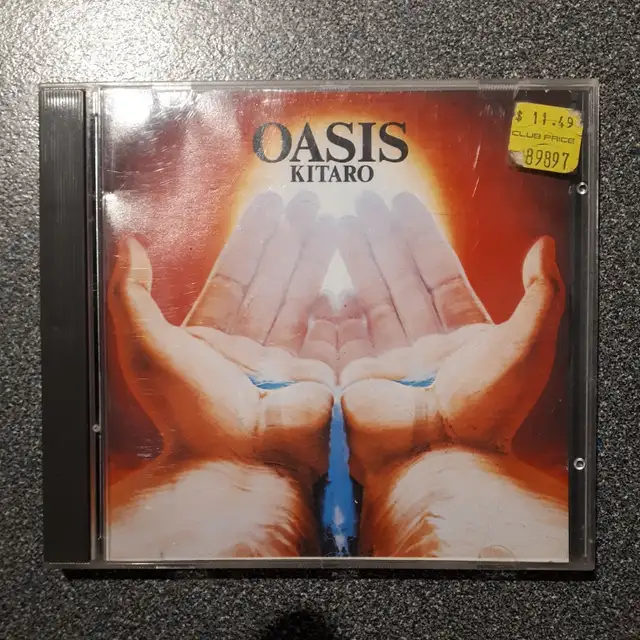 OASIS
KITARO
$ 11.49
CLUB PRICE
89897